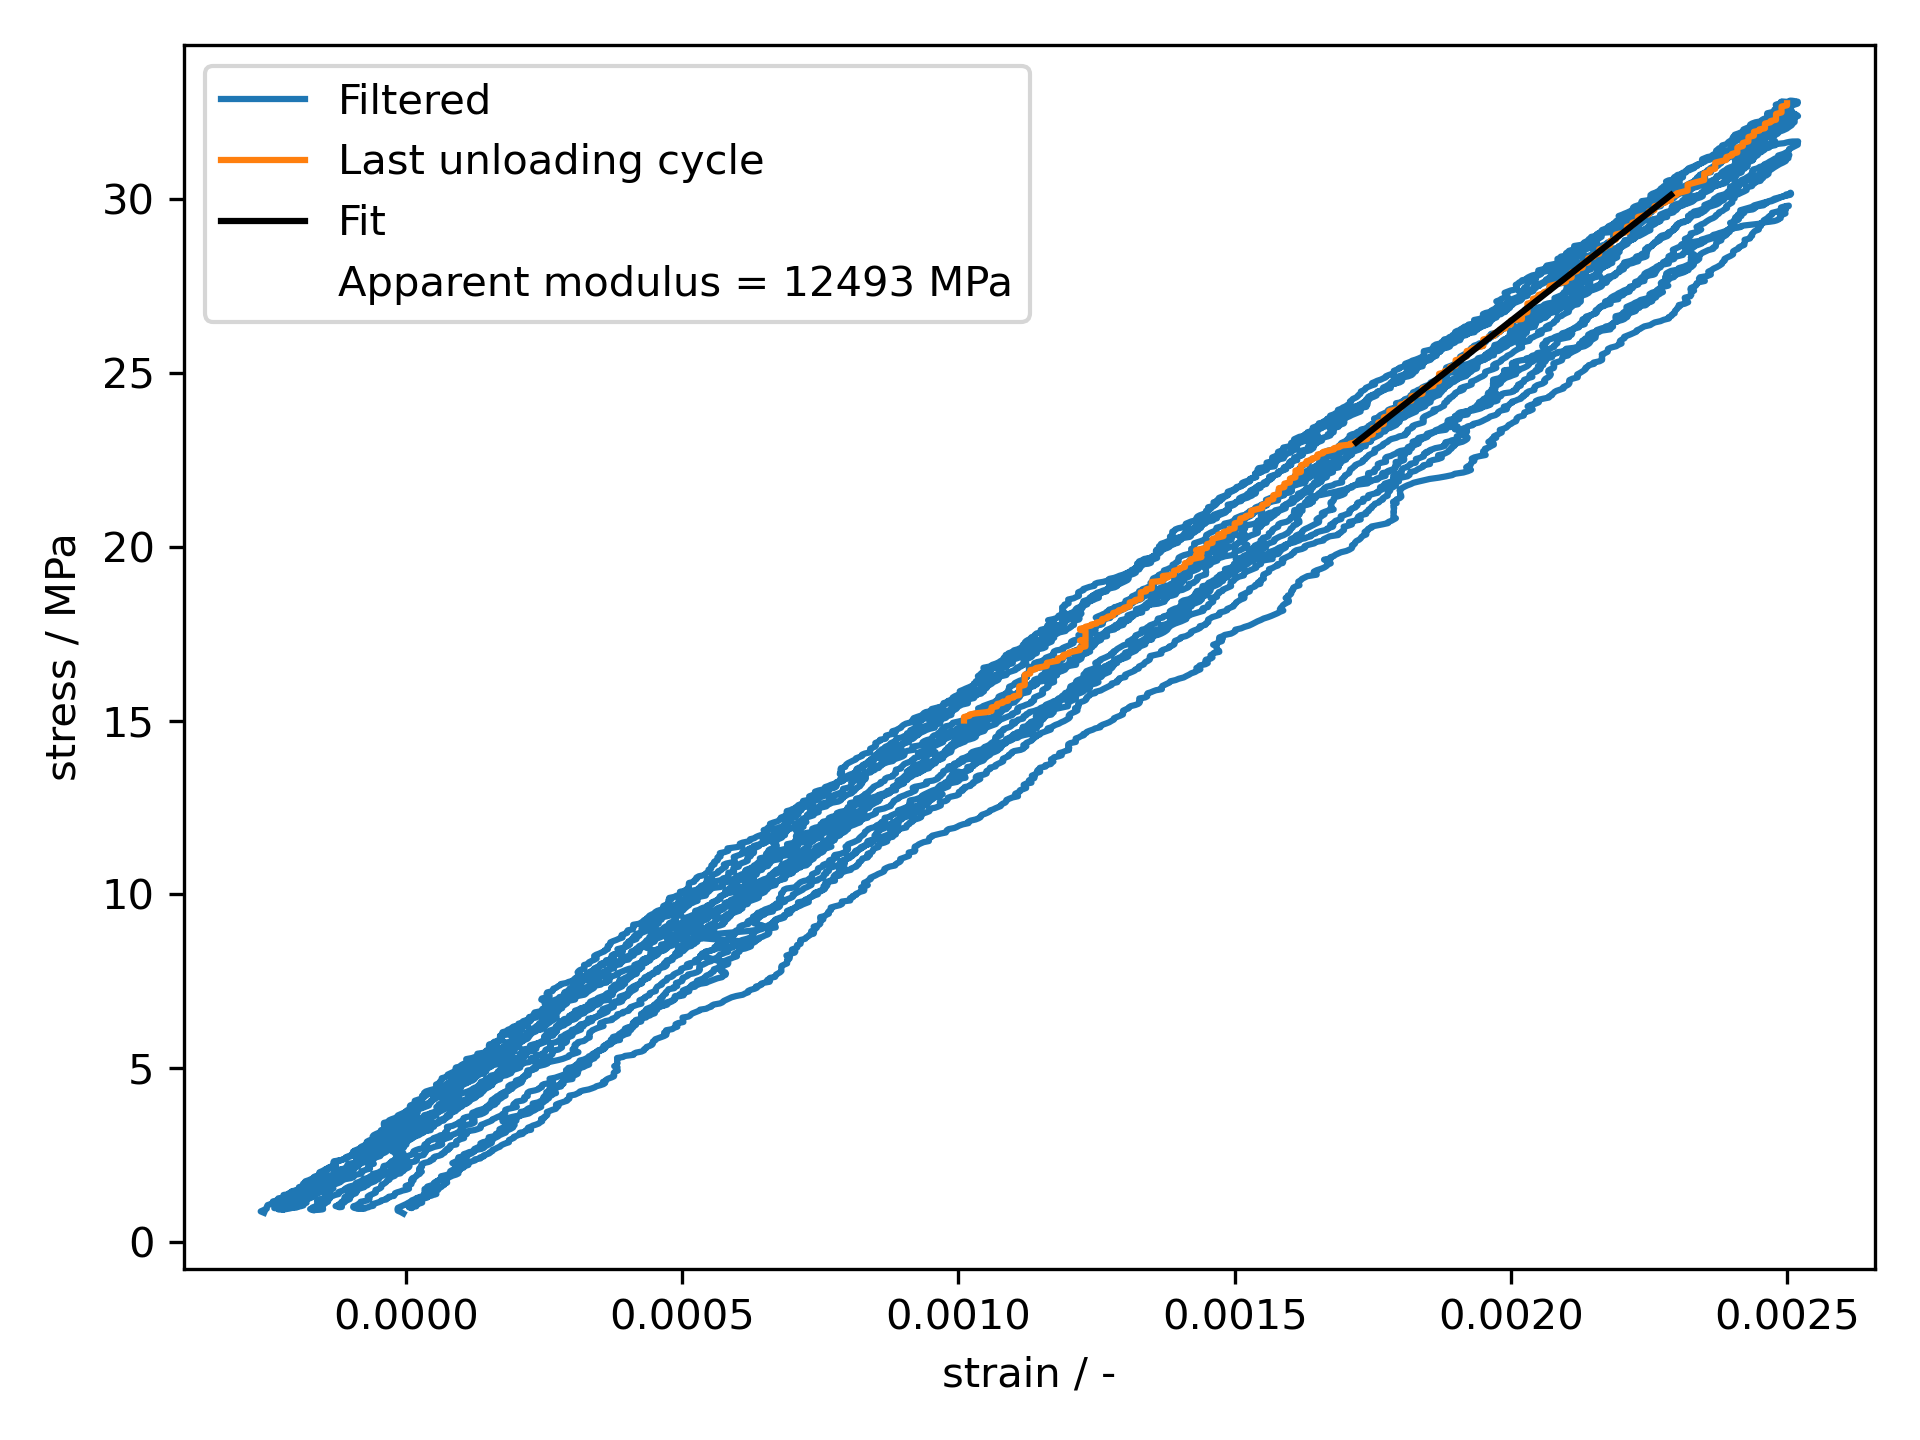 Filtered
Last unloading cycle
Fit
Apparent modulus = 12493 MPa
30
25
20
15
10
5
0
stress / MPa
0.0000 0.0005 0.0010 0.0015 0.0020 0.0025
strain / -